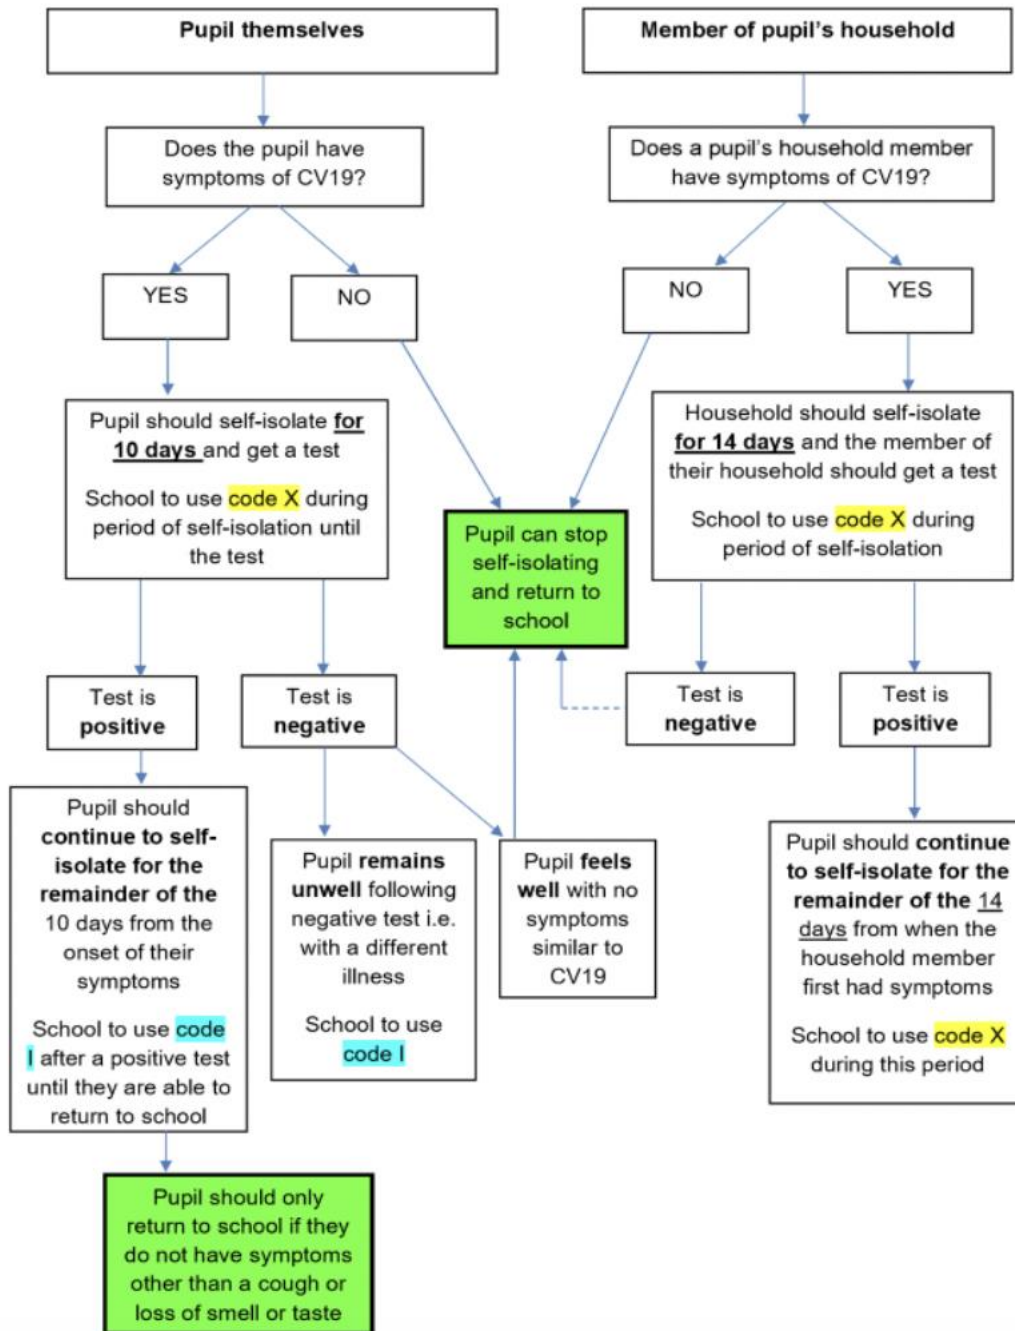 Pupil themselves
Member of pupil's household
Does the pupil have
symptoms of CV19?
Does a pupil's household member
have symptoms of CV19?
YES
NO
NO
YES
Pupil should self-isolate for
10 days and get a test
School to use code X during
period of self-isolation until
the test
Household should self-isolate
for 14 days and the member of
their household should get a test
School to use code X during
period of self-isolation
Pupil can stop
self-isolating
and return to
school
Test is
positive
Test is
negative
Test is
negative
Test is
positive
Pupil should
continue to self-
isolate for the
remainder of the
10 days from the
onset of their
symptoms
School to use code
I after a positive test
until they are able to
return to school
Pupil remains
unwell following
negative test i.e.
with a different
illness
School to use
code I
Pupil feels
well with no
symptoms
similar to
CV19
Pupil should continue
to self-isolate for the
remainder of the 14
days from when the
household member
first had symptoms
School to use code X
during this period
Pupil should only
return to school if they
do not have symptoms
other than a cough or
loss of smell or taste